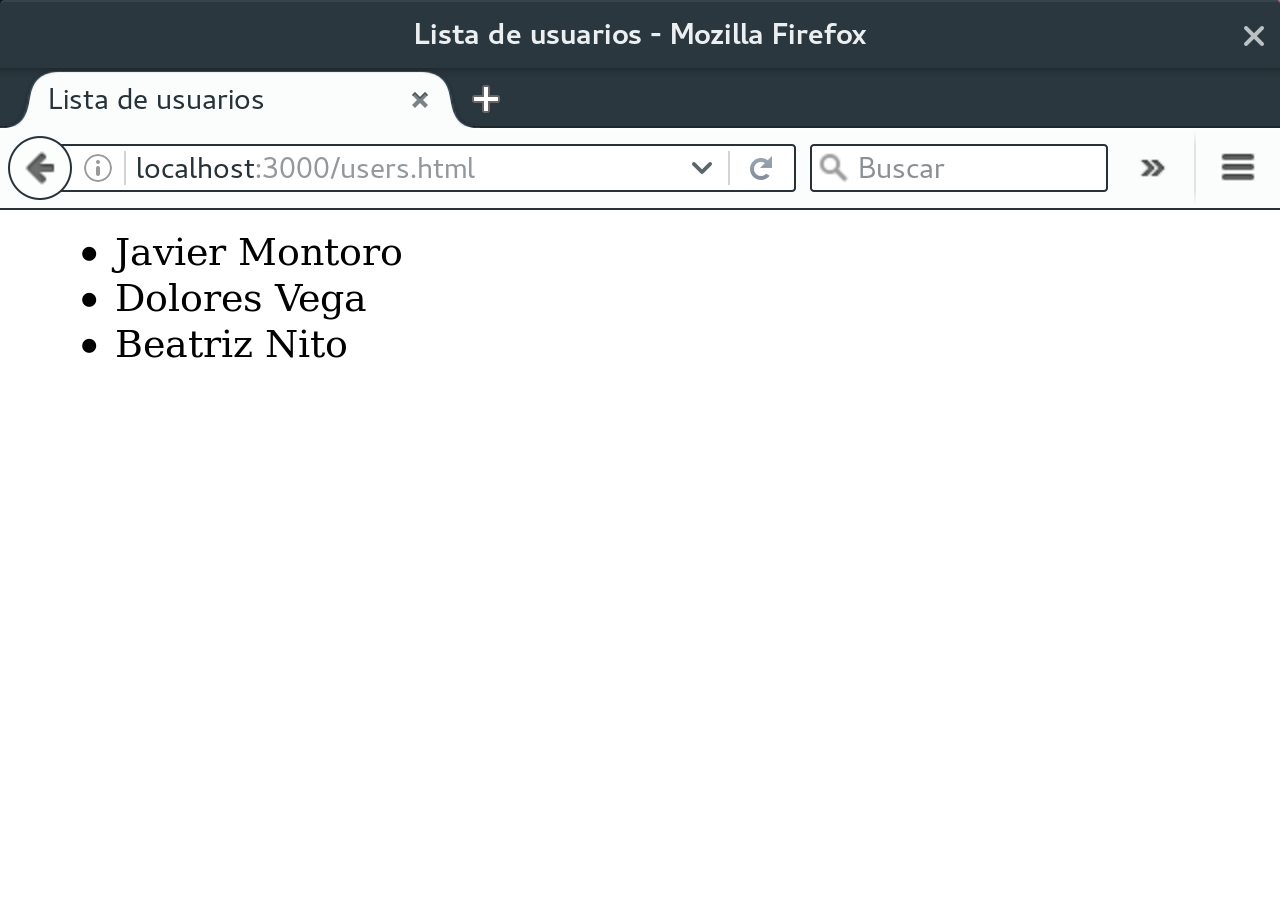 Lista de usuarios - Mozilla Firefox
Lista de usuarios
localhost:3000/users.html
Buscar
Javier Montoro
Dolores Vega
Beatriz Nito